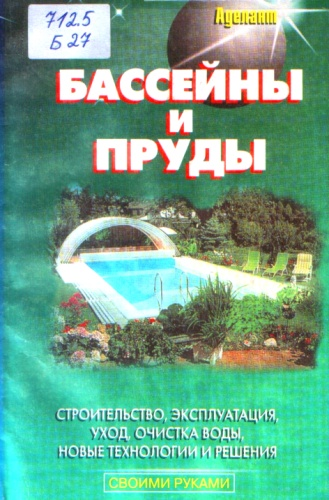 712.5
Б 27
Аделант
БАССЕЙНЫ
И
ПРУДЫ
СТРОИТЕЛЬСТВО, ЭКСПЛУАТАЦИЯ,
УХОД, ОЧИСТКА ВОДЫ,
НОВЫЕ ТЕХНОЛОГИИ И РЕШЕНИЯ
СВОИМИ РУКАМИ